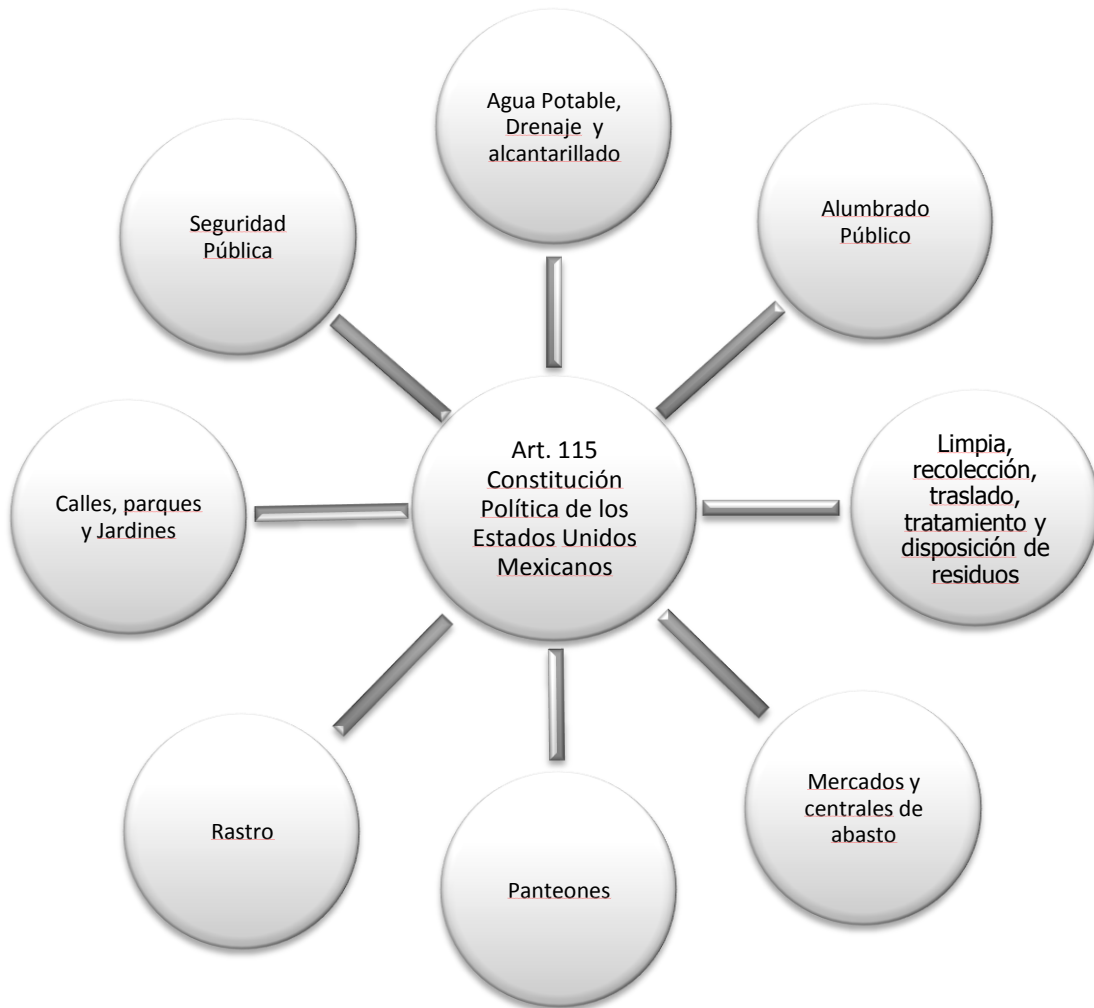 Agua Potable,
Drenaje y
alcantarillado
Alumbrado
Público
Seguridad
Pública
Limpia,
recolección,
traslado,
tratamiento y
disposición de
residuos
Art. 115
Constitución
Política de los
Estados Unidos
Mexicanos
Calles, parques
y Jardines
Mercados y
centrales de
abasto
Rastro
Panteones